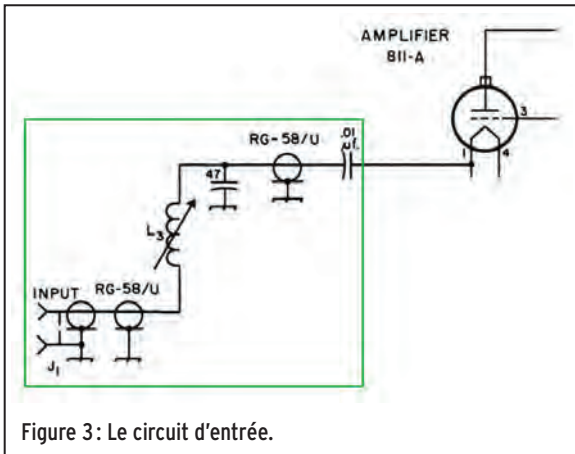 AMPLIFIER
811-A
3
RG-58/U
.01
uf.
1
4
47
L3
INPUT
RG-58/U
J1
Figure 3: Le circuit d'entrée.